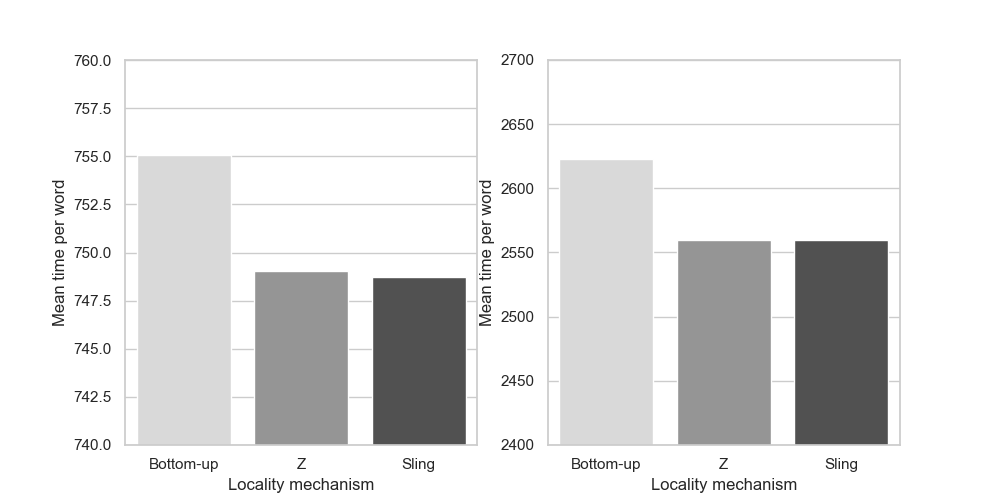 Mean time per word
760.0
757.5
755.0
752.5
750.0
747.5
745.0
742.5
740.0
Bottom-up Z Sling
Locality mechanism
Mean time per word
2700
2650
2600
2550
2500
2450
2400
Bottom-up Z Sling
Locality mechanism